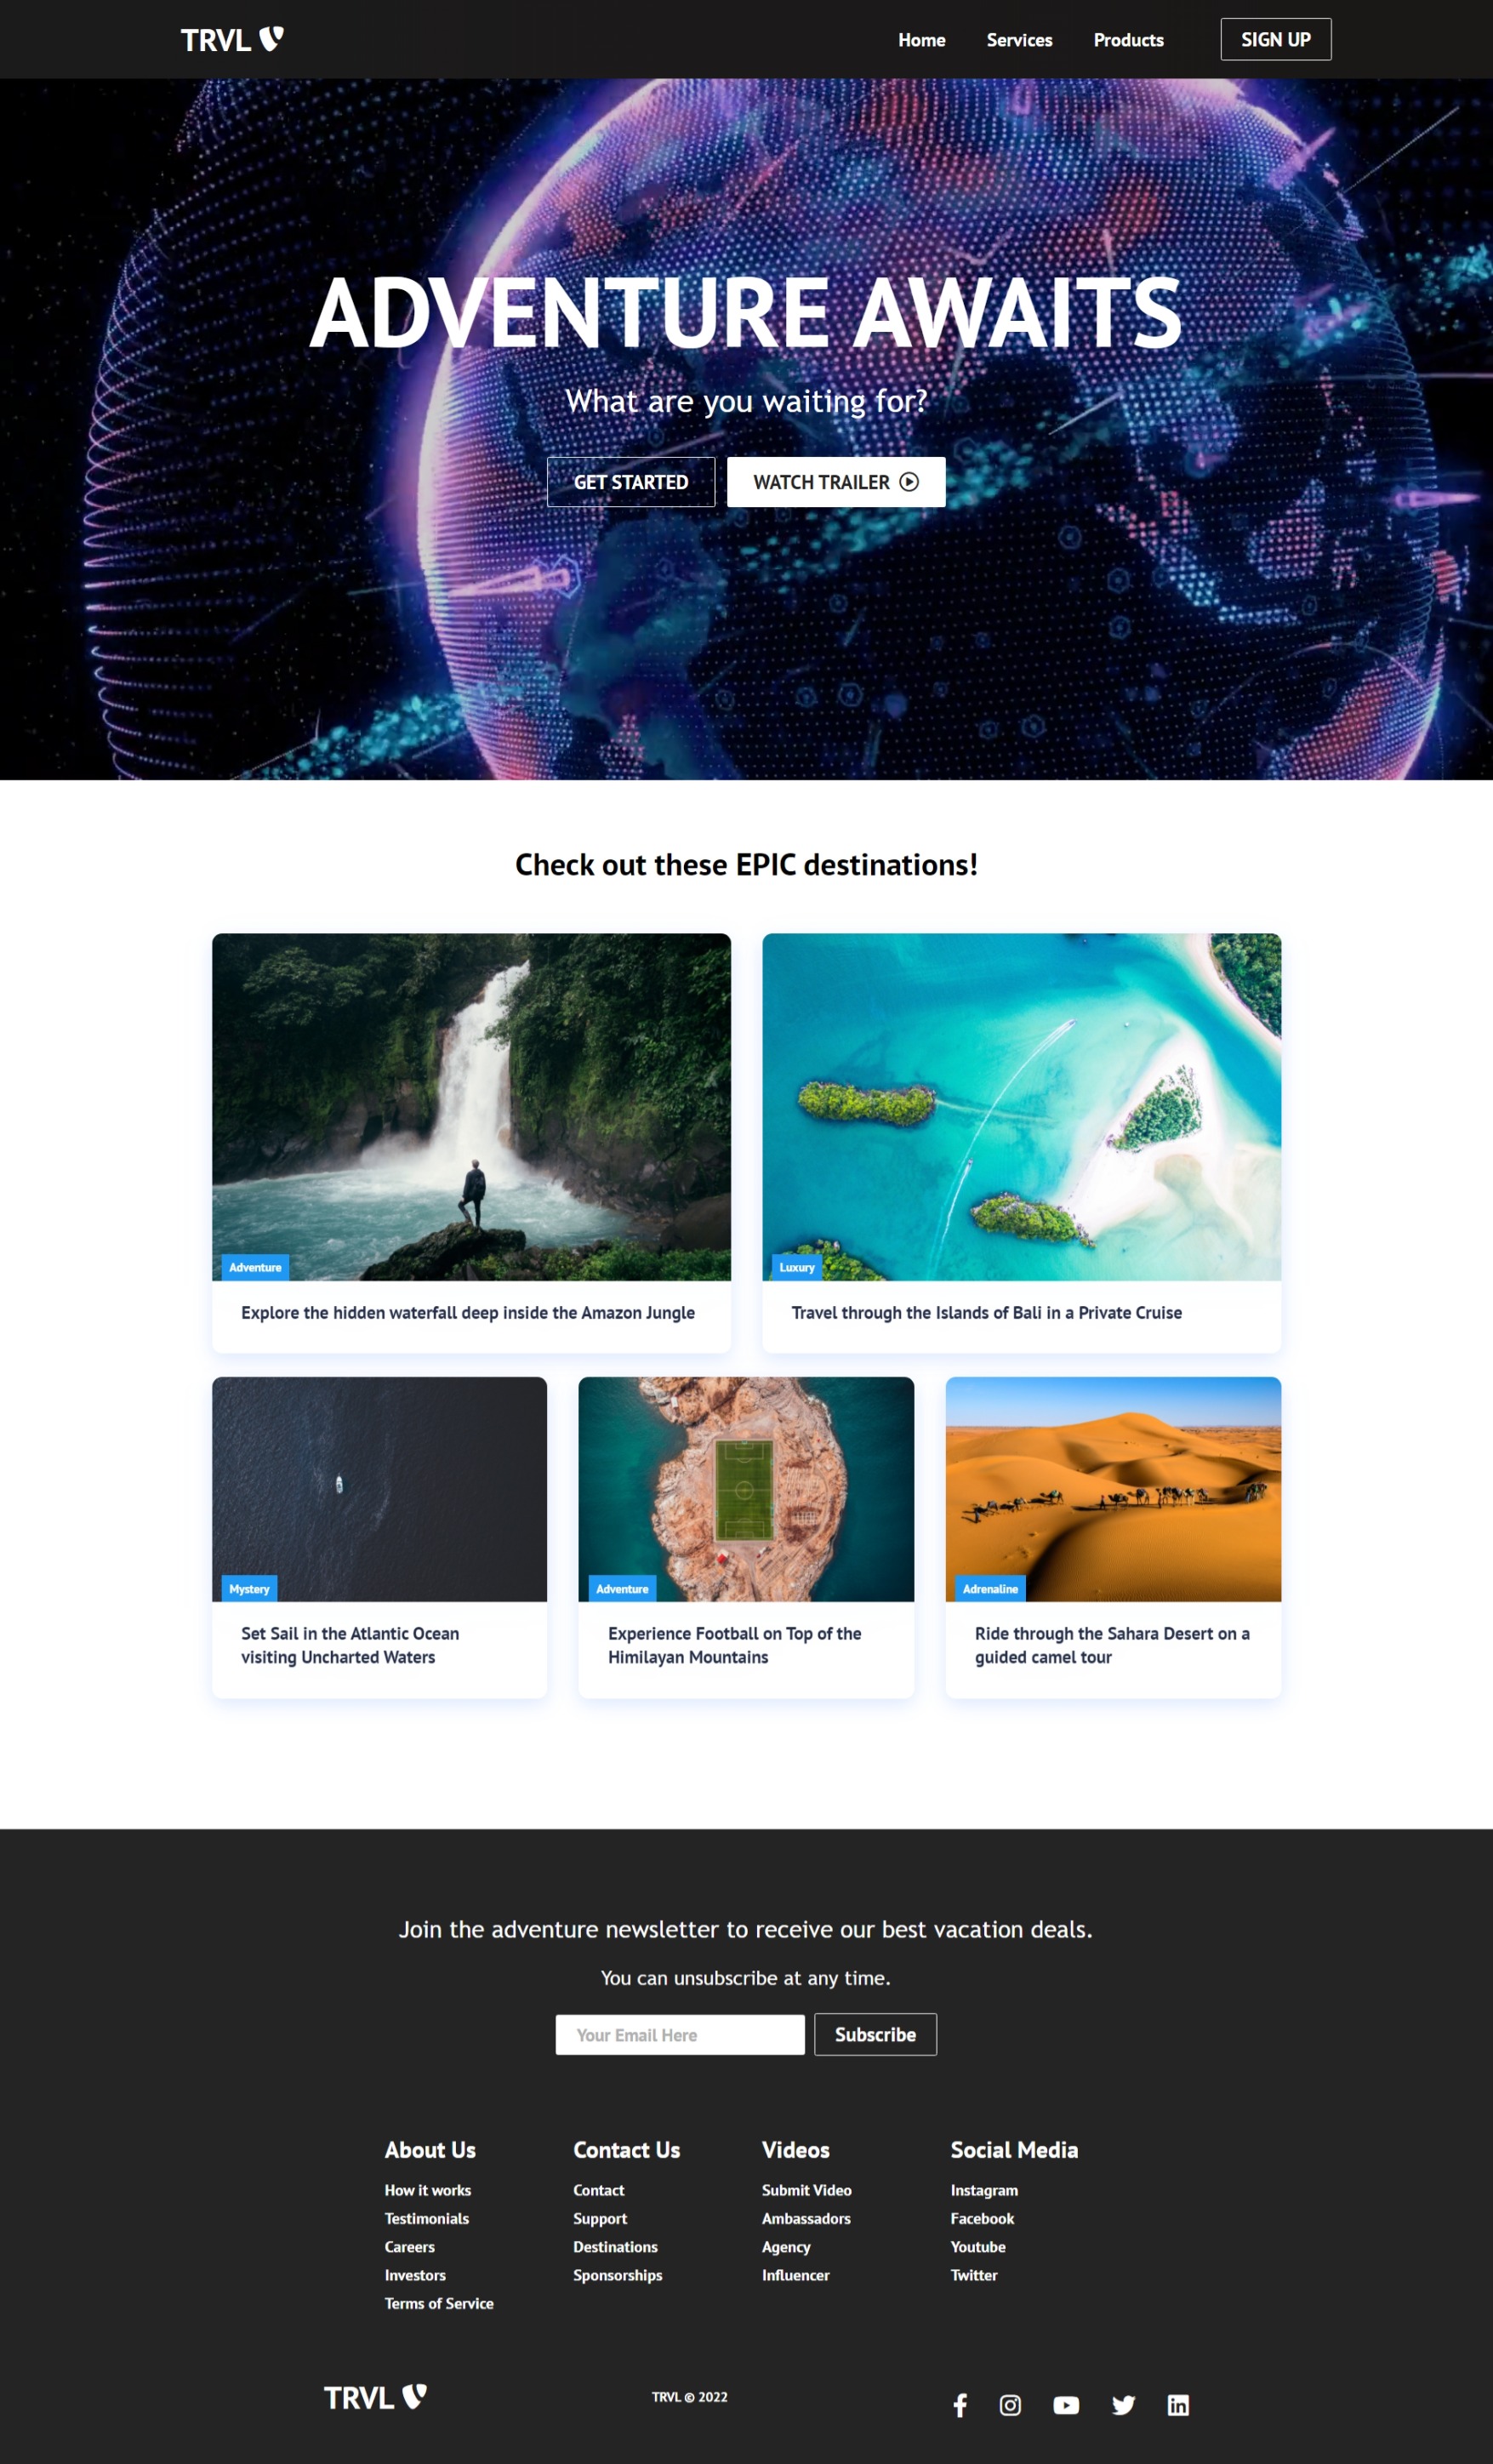 TRVL
Home Services Products SIGN UP
ADVENTURE AWAITS
What are you waiting for?
GET STARTED WATCH TRAILER
Check out these EPIC destinations!
Adventure
Explore the hidden waterfall deep inside the Amazon Jungle
Luxury
Travel through the Islands of Bali in a Private Cruise
Mystery
Set Sail in the Atlantic Ocean
visiting Uncharted Waters
Adventure
Experience Football on Top of the
Himilayan Mountains
Adrenaline
Ride through the Sahara Desert on a
guided camel tour
Join the adventure newsletter to receive our best vacation deals.
You can unsubscribe at any time.
Your Email Here Subscribe
About Us
How it works
Testimonials
Careers
Investors
Terms of Service
Contact Us
Contact
Support
Destinations
Sponsorships
Videos
Submit Video
Ambassadors
Agency
Influencer
Social Media
Instagram
Facebook
Youtube
Twitter
TRVL
TRVL © 2022